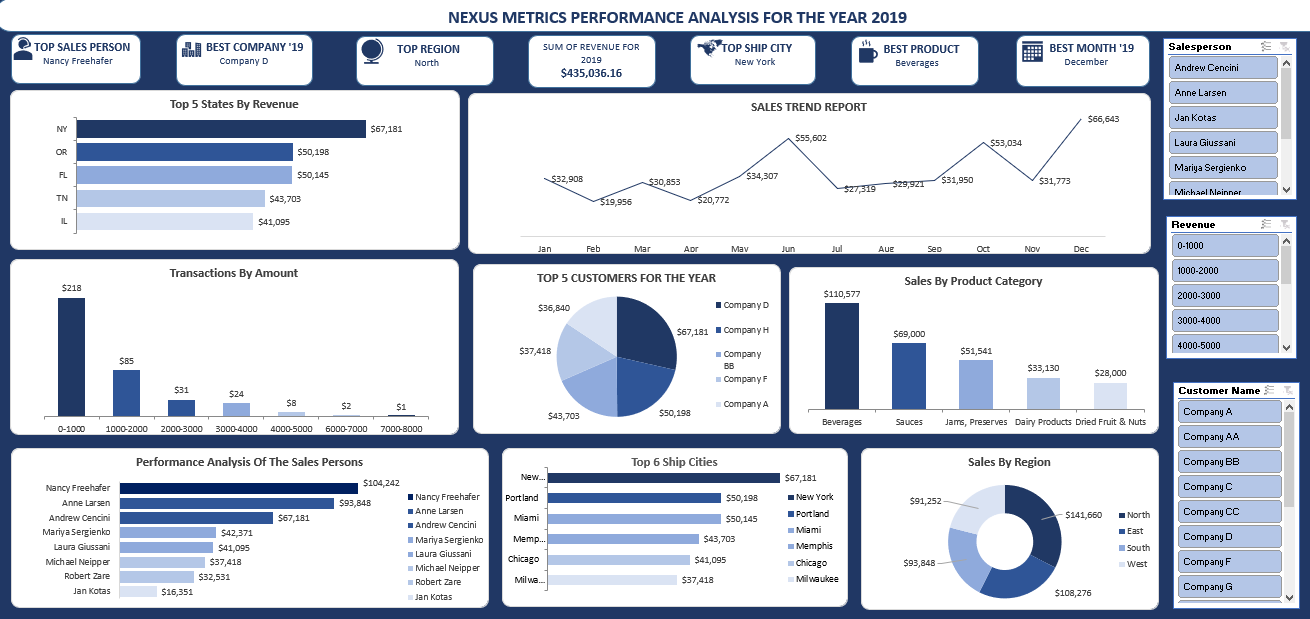 NEXUS METRICS PERFORMANCE ANALYSIS FOR THE YEAR 2019
TOP SALES PERSON
Nancy Freehafer
BEST COMPANY '19
Company D
TOP REGION
North
SUM OF REVENUE FOR
2019
$435,036.16
TOP SHIP CITY
New York
BEST PRODUCT
Beverages
BEST MONTH '19
December
Salesperson
Andrew Cencini
Anne Larsen
Jan Kotas
Laura Giussani
Mariya Sergienko
Michael Neipper
Top 5 States By Revenue
NY $67,181
OR $50,198
FL $50,145
TN $43,703
IL $41,095
SALES TREND REPORT
$32,908 $19,956 $30,853 $20,772 $34,307 $55,602 $27,319 $29,921 $31,950 $53,034 $31,773 $66,643
Jan Feb Mar Apr May Jun Jul Aug Sep Oct Nov Dec
Revenue
0-1000
1000-2000
2000-3000
3000-4000
4000-5000
Transactions By Amount
$218 $85 $31 $24 $8 $2 $1
0-1000 1000-2000 2000-3000 3000-4000 4000-5000 6000-7000 7000-8000
TOP 5 CUSTOMERS FOR THE YEAR
$67,181
$50,198
$43,703
$37,418
$36,840
Company D
Company H
Company
BB
Company F
Company A
Sales By Product Category
$110,577 $69,000 $51,541 $33,130 $28,000
Beverages Sauces Jams, Preserves Dairy Products Dried Fruit & Nuts
Customer Name
Company A
Company AA
Company BB
Company C
Company CC
Company D
Company F
Company G
Performance Analysis Of The Sales Persons
Nancy Freehafer $104,242
Anne Larsen $93,848
Andrew Cencini $67,181
Mariya Sergienko $42,371
Laura Giussani $41,095
Michael Neipper $37,418
Robert Zare $32,531
Jan Kotas $16,351
Nancy Freehafer
Anne Larsen
Andrew Cencini
Mariya Sergienko
Laura Giussani
Michael Neipper
Robert Zare
Jan Kotas
Top 6 Ship Cities
New... $67,181
Portland $50,198
Miami $50,145
Memp... $43,703
Chicago $41,095
Milwa... $37,418
New York
Portland
Miami
Memphis
Chicago
Milwaukee
Sales By Region
$141,660
$108,276
$93,848
$91,252
North
East
South
West